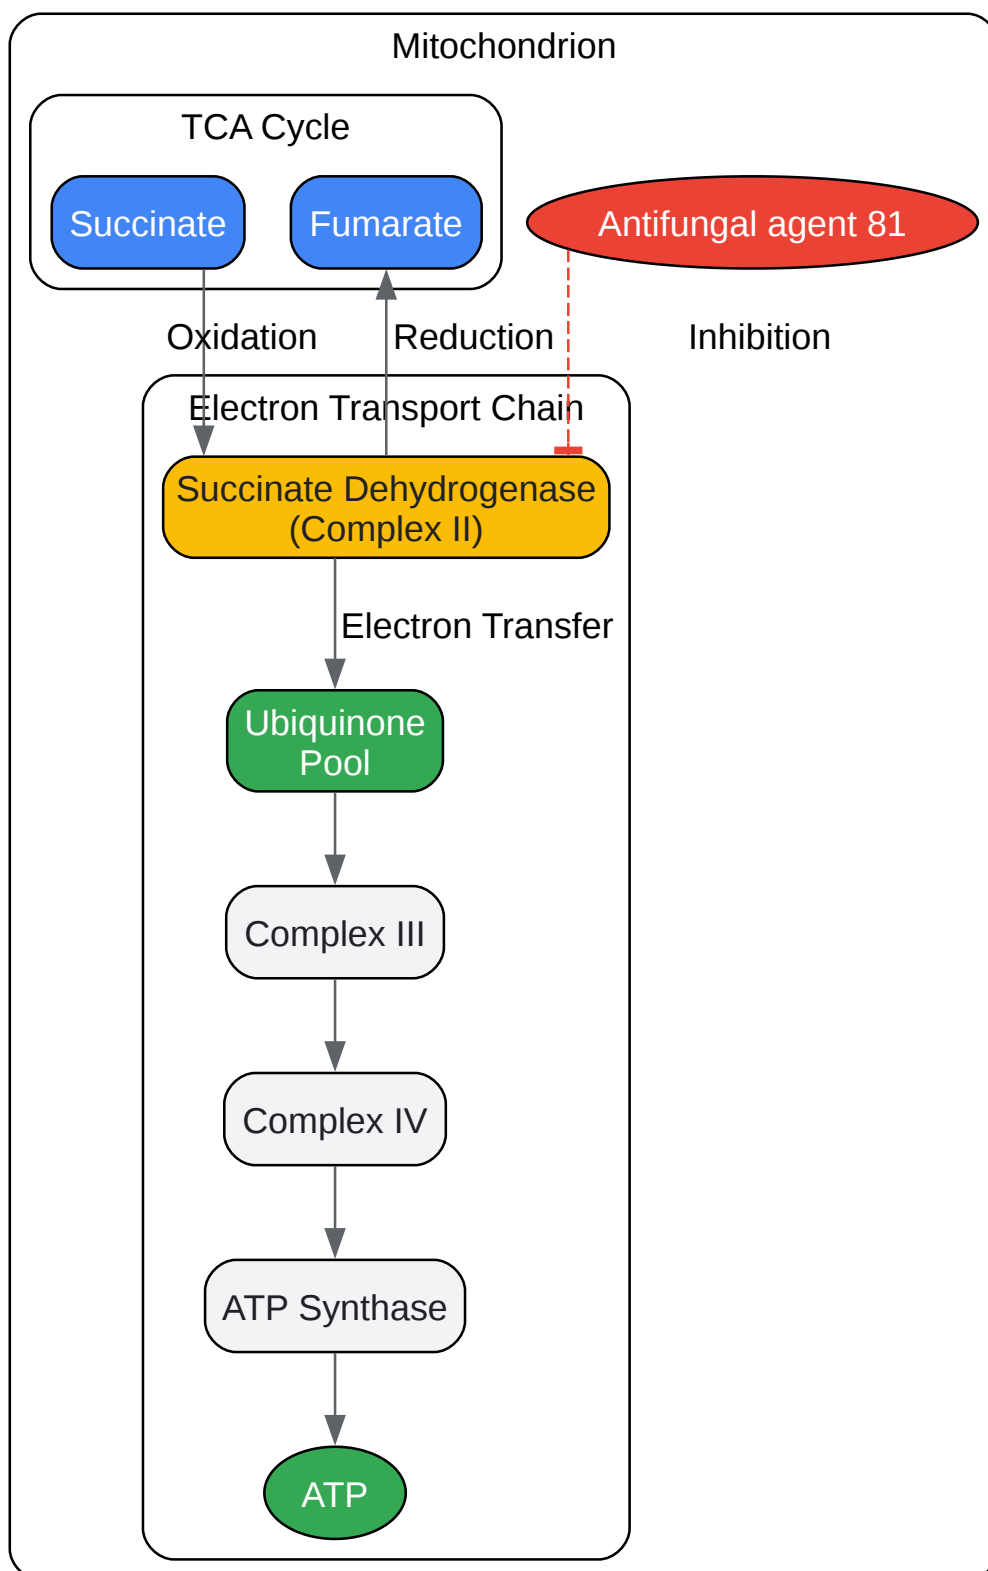 Mitochondrion
TCA Cycle
Succinate
Fumarate
Antifungal agent 81
Oxidation
Reduction
Inhibition
Electron Transport Chain
Succinate Dehydrogenase
(Complex II)
Electron Transfer
Ubiquinone
Pool
Complex III
Complex IV
ATP Synthase
ATP